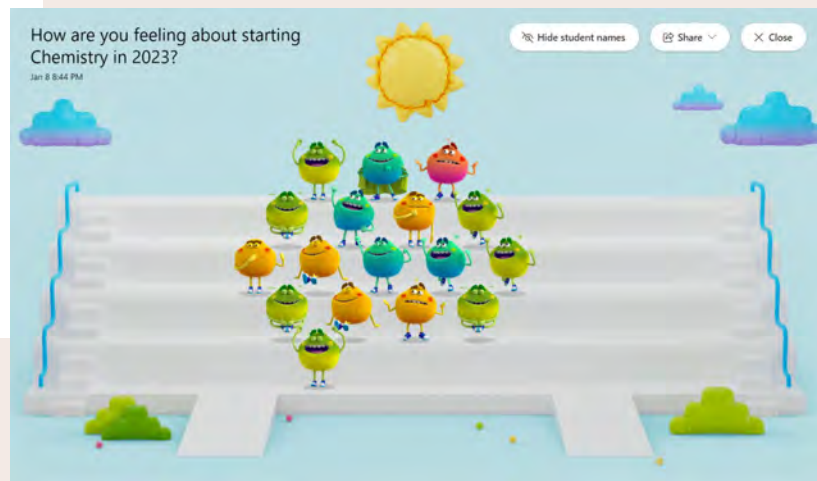 How are you feeling about starting
Chemistry in 2023?
Jan 8 8:44 PM
Hide student names
Share
Close